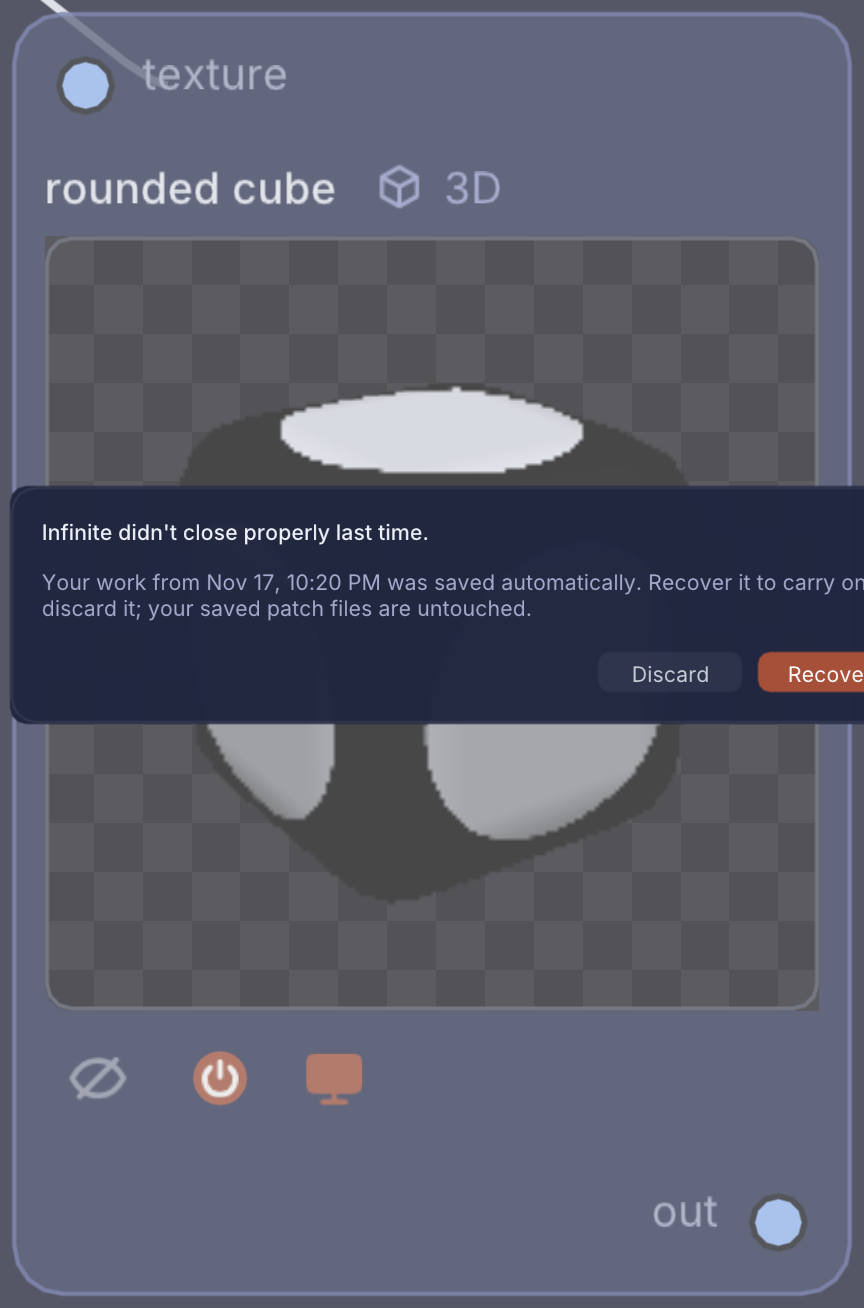 texture
rounded cube 3D
Infinite didn't close properly last time.
Your work from Nov 17, 10:20 PM was saved automatically. Recover it to carry on
discard it; your saved patch files are untouched.
Discard Recove
out